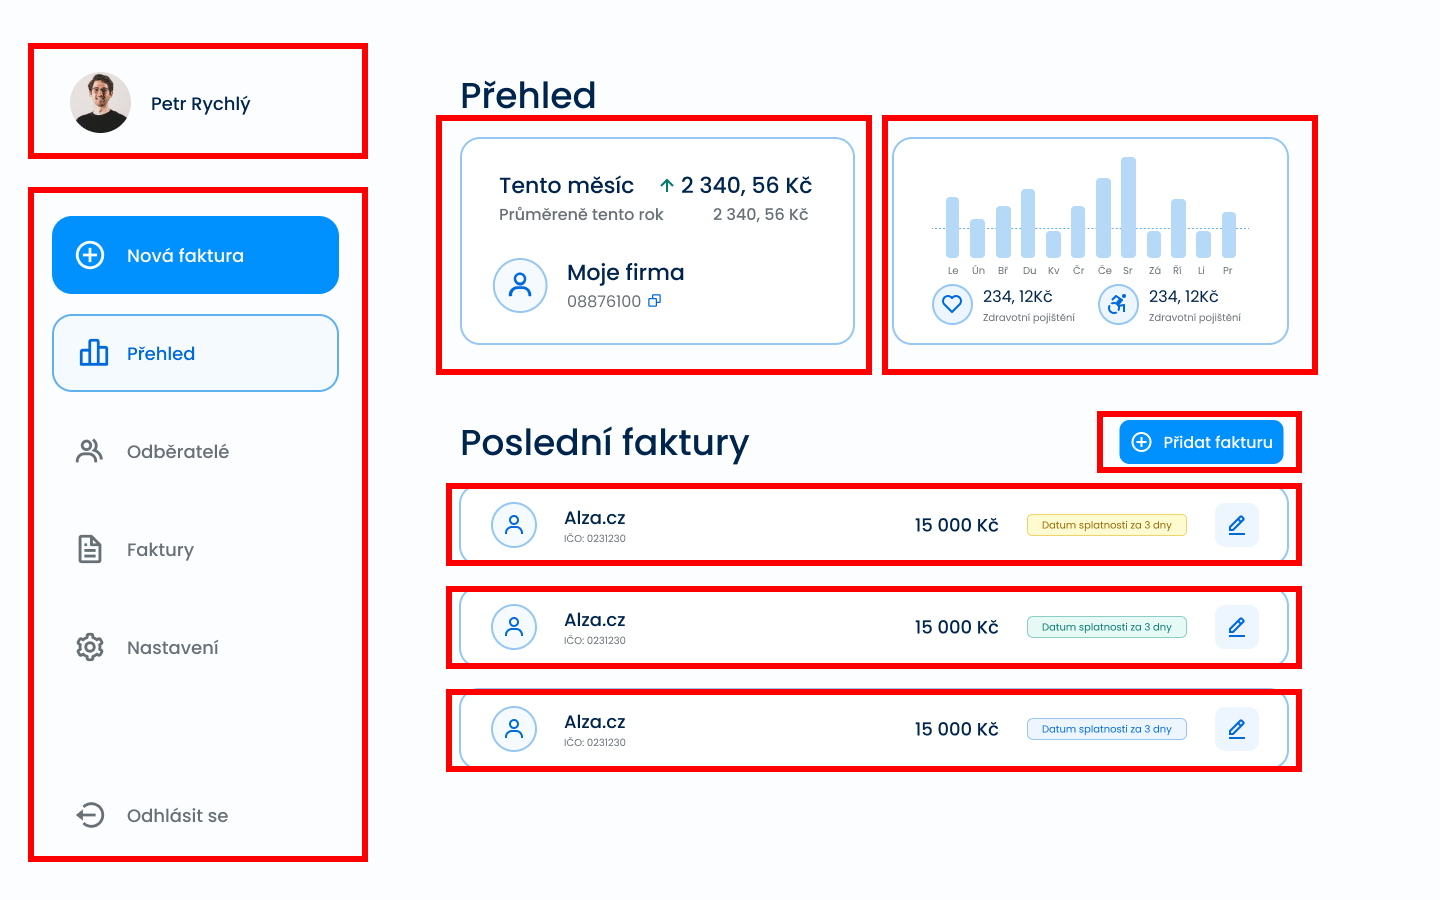 Petr Rychlý
Nová faktura
Přehled
Odběratelé
Faktury
Nastavení
Odhlásit se
Přehled
Tento měsíc 2 340, 56 Kč
Průměreně tento rok 2 340, 56 Kč
Moje firma
08876100
Le Ún Bř Du Kv Čr Če Sr Zá Ří Li Pr
234, 12Kč
Zdravotní pojištění
234, 12Kč
Zdravotní pojištění
Poslední faktury
Přidat fakturu
Alza.cz
IČO: 0231230
15 000 Kč
Datum splatnosti za 3 dny
Alza.cz
IČO: 0231230
15 000 Kč
Datum splatnosti za 3 dny
Alza.cz
IČO: 0231230
15 000 Kč
Datum splatnosti za 3 dny